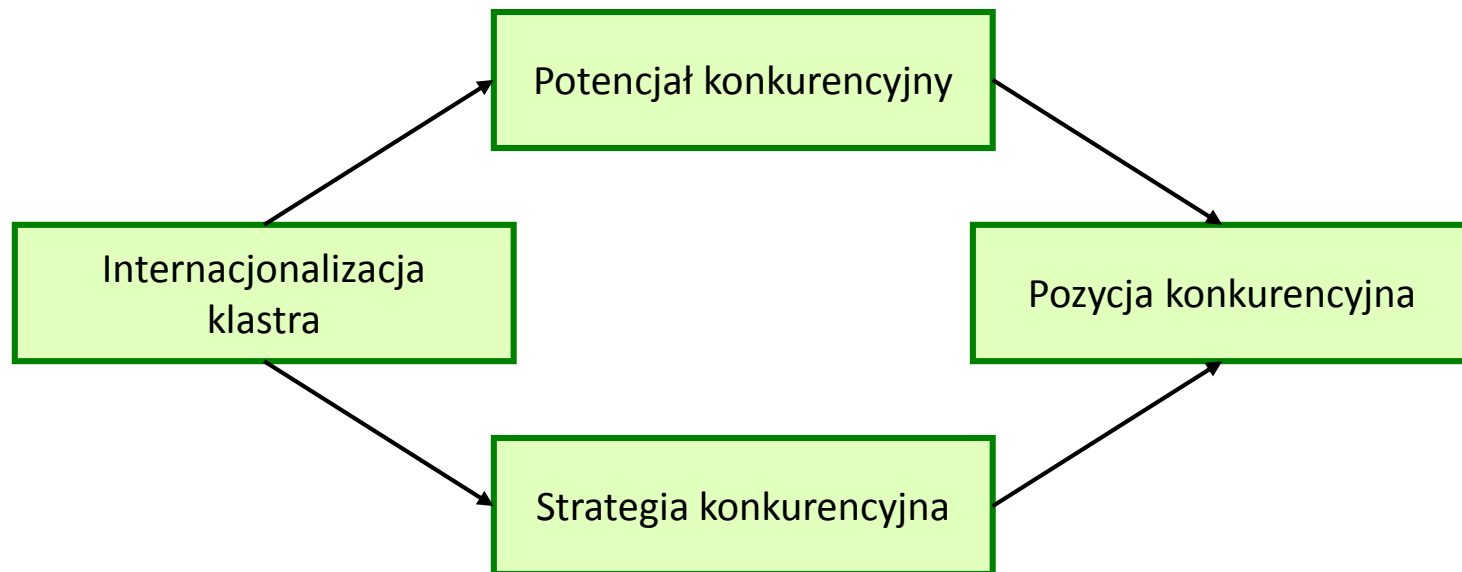 Potencjał konkurencyjny
Internacjonalizacja
klastra
Pozycja konkurencyjna
Strategia konkurencyjna